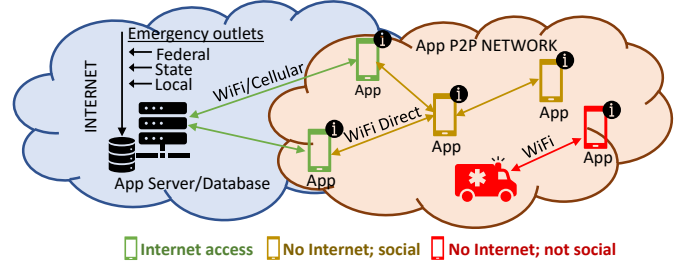 Emergency outlets
Federal
State
Local
INTERNET
App Server/Database
WiFi/Cellular
App P2P NETWORK
i
App
i
App
WiFi Direct
i
App
i
App
i
App
WiFi
Internet access
No Internet; social
No Internet; not social